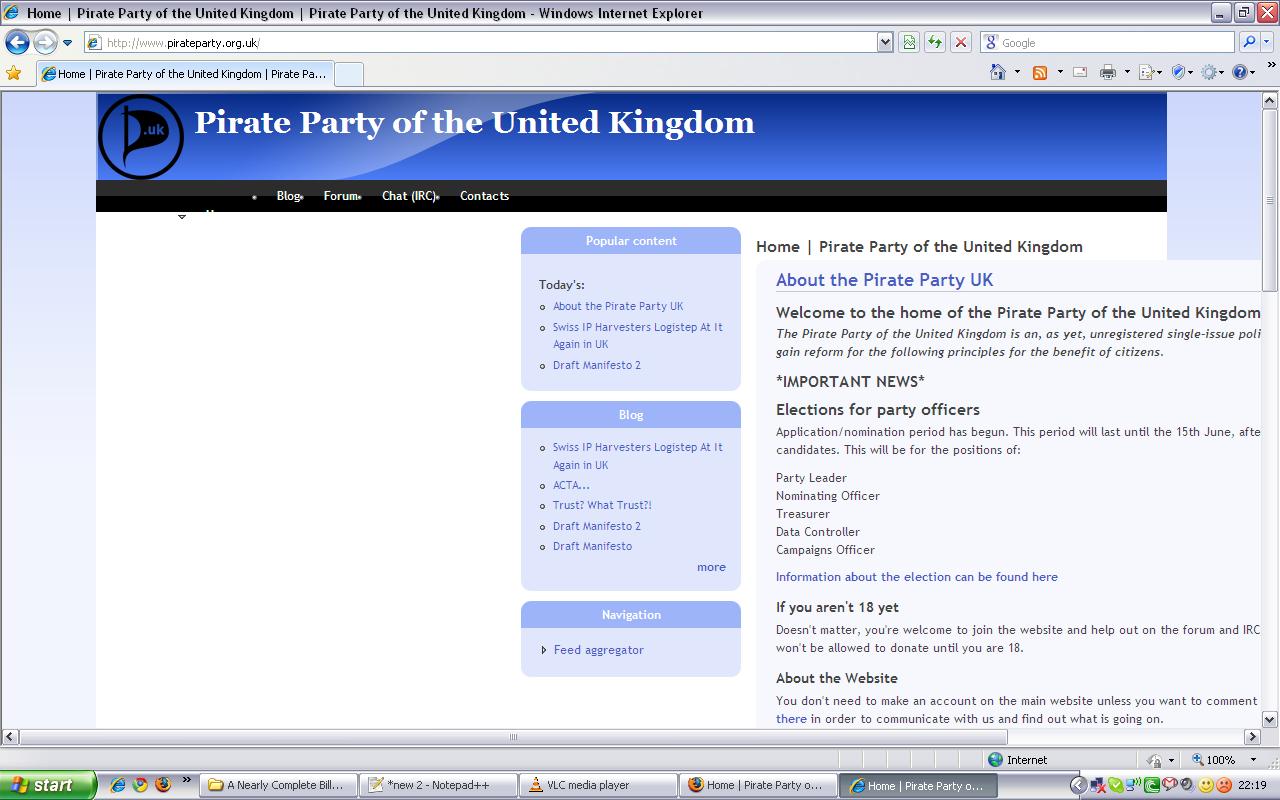 Home | Pirate Party of the United Kingdom | Pirate Party of the United Kingdom - Windows Internet Explorer
http://www.pirateparty.org.uk/
Google
Home | Pirate Party of the United Kingdom | Pirate Pa...
.uk
Pirate Party of the United Kingdom
Blog
Forum
Chat (IRC)
Contacts
Popular content
Today's:
About the Pirate Party UK
Swiss IP Harvesters Logistep At It
Again in UK
Draft Manifesto 2
Blog
Swiss IP Harvesters Logistep At It
Again in UK
ACTA...
Trust? What Trust?!
Draft Manifesto 2
Draft Manifesto
more
Navigation
Feed aggregator
Home | Pirate Party of the United Kingdom
About the Pirate Party UK
Welcome to the home of the Pirate Party of the United Kingdom
The Pirate Party of the United Kingdom is an, as yet, unregistered single-issue poli
gain reform for the following principles for the benefit of citizens.
*IMPORTANT NEWS*
Elections for party officers
Application/nomination period has begun. This period will last until the 15th June, afte
candidates. This will be for the positions of:
Party Leader
Nominating Officer
Treasurer
Data Controller
Campaigns Officer
Information about the election can be found here
If you aren't 18 yet
Doesn't matter, you're welcome to join the website and help out on the forum and IRC
won't be allowed to donate until you are 18.
About the Website
You don't need to make an account on the main website unless you want to comment
there in order to communicate with us and find out what is going on.
Internet
100%
start
A Nearly Complete Bill...
*new 2 - Notepad++
VLC media player
Home | Pirate Party o...
Home | Pirate Party o...
22:19